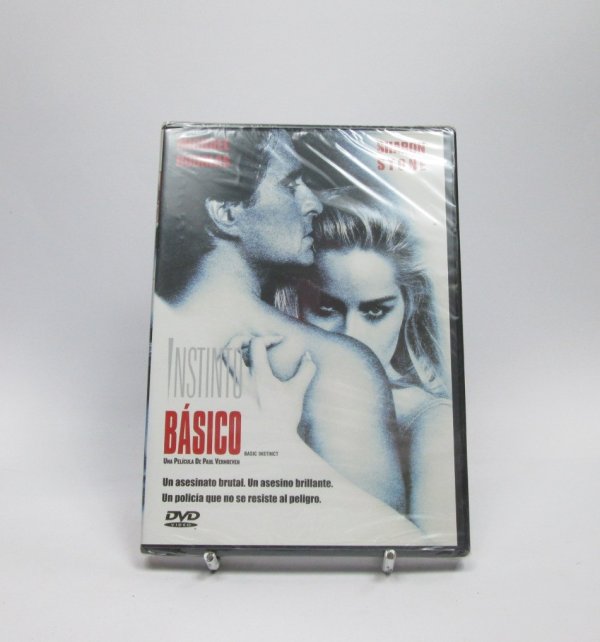 SHARON
STONE
INSTINTO
BÁSICO
BASIC INSTINCT
UNA PELÍCULA DE PAUL VERHOEVEN
Un asesinato brutal. Un asesino brillante.
Un policía que no se resiste al peligro.
DVD
VIDEO